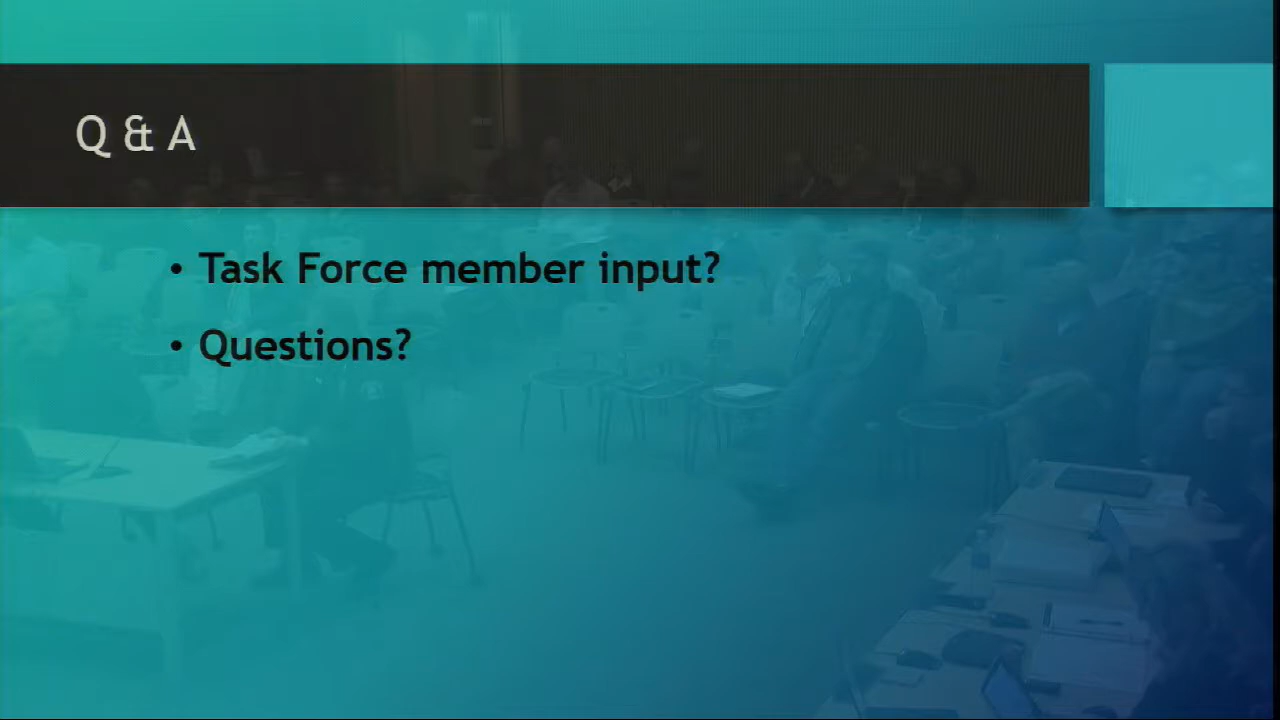 Q & A
• Task Force member input?
• Questions?